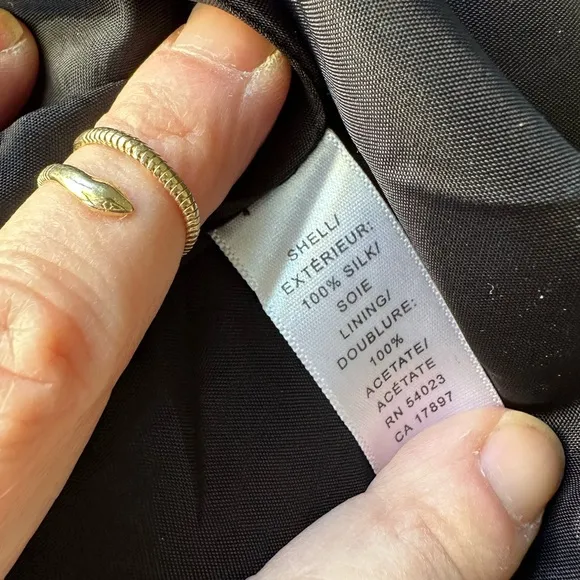 SHELL/
EXTÉRIEUR:
100% SILK/
SOIE
LINING/
DOUBLURE:
100%
ACETATE/
ACÉTATE
RN 54023
CA 17897